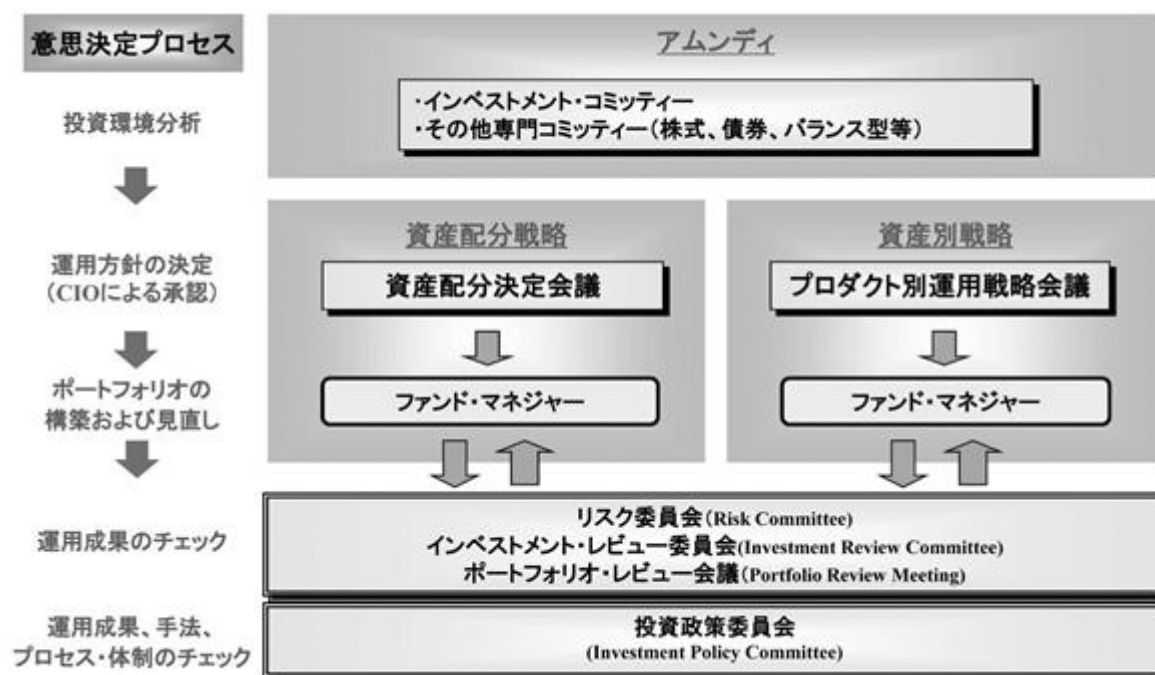 意思決定プロセス
アムンディ
・インベストメント・コミッティー
・その他専門コミッティー(株式、債券、バランス型等)
投資環境分析
資産配分戦略
資産別戦略
運用方針の決定
(CIOによる承認)
資産配分決定会議
プロダクト別運用戦略会議
ポートフォリオの
構築および見直し
ファンド・マネジャー
ファンド・マネジャー
運用成果のチェック
リスク委員会(Risk Committee)
インベストメント・レビュー委員会(Investment Review Committee)
ポートフォリオ・レビュー会議(Portfolio Review Meeting)
運用成果、手法、
プロセス・体制のチェック
投資政策委員会
(Investment Policy Committee)